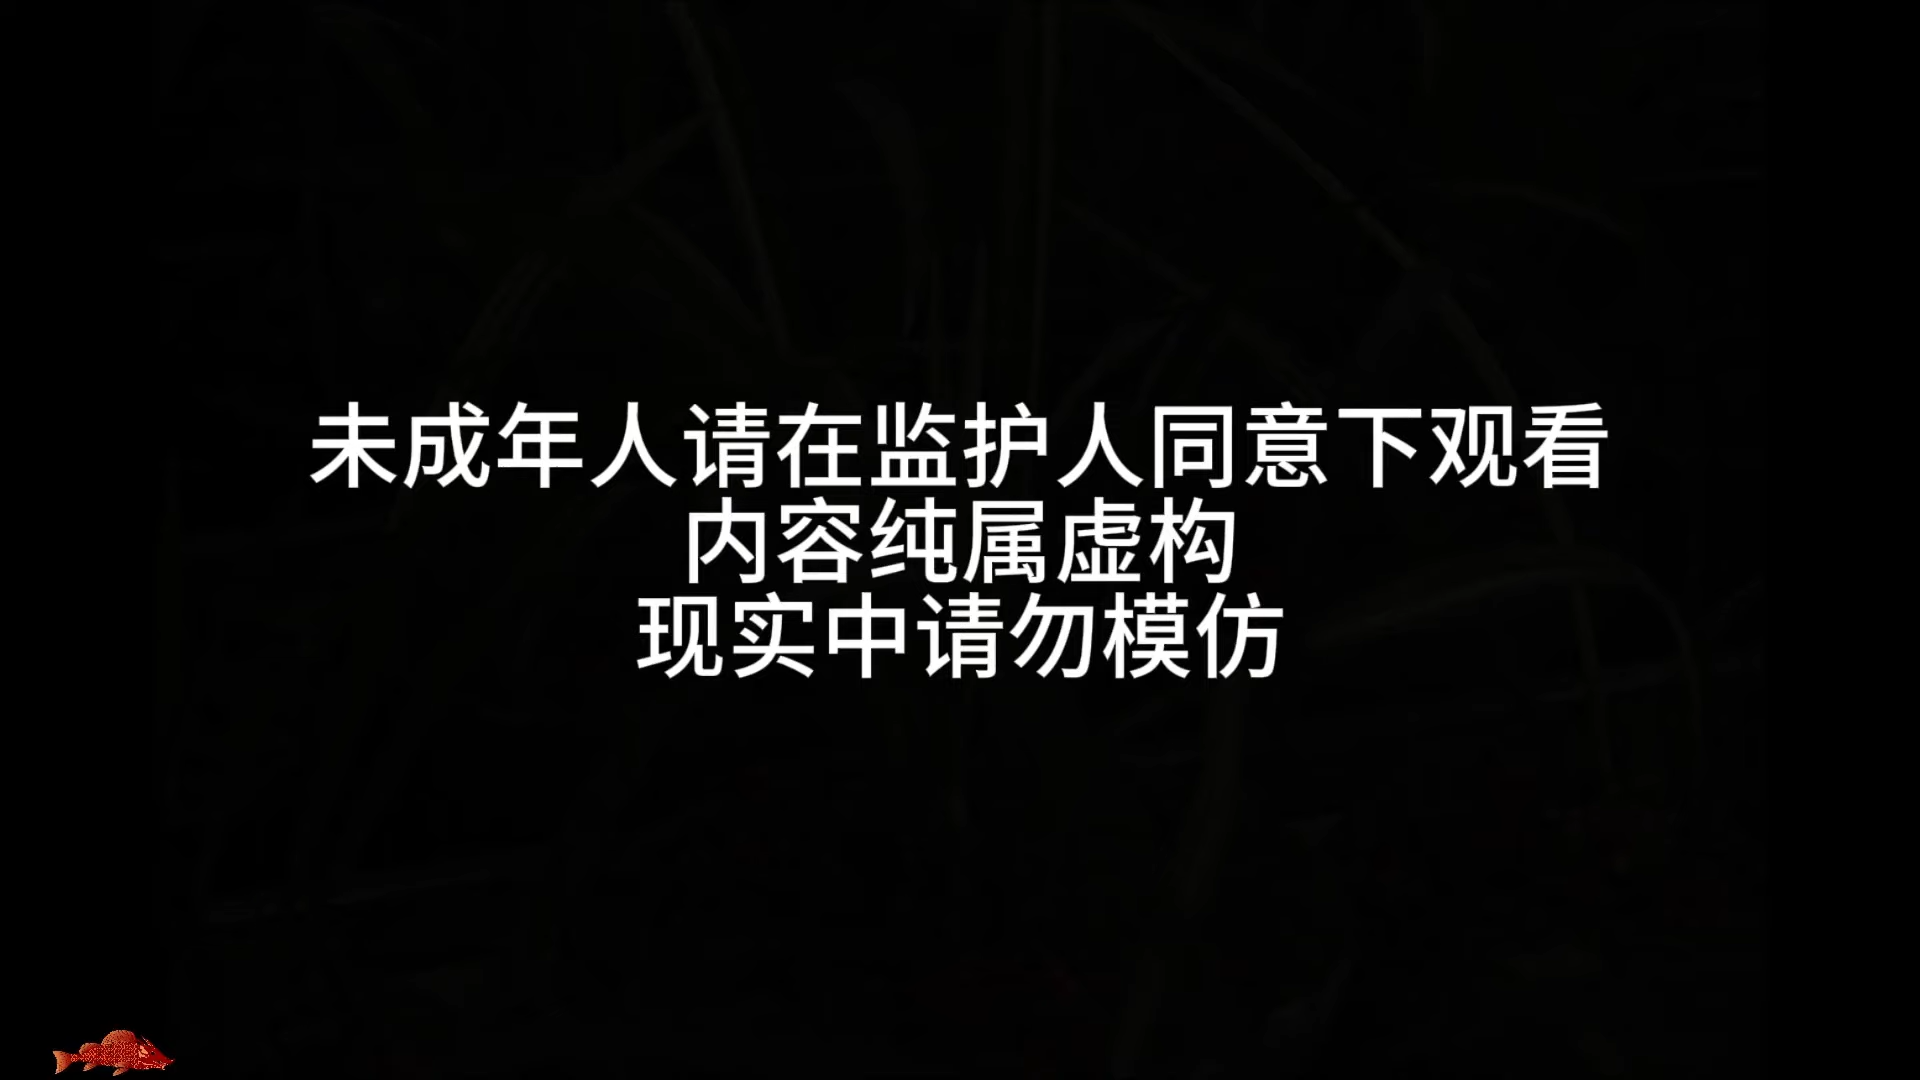 未成年人请在监护人同意下观看
内容纯属虚构
现实中请勿模仿